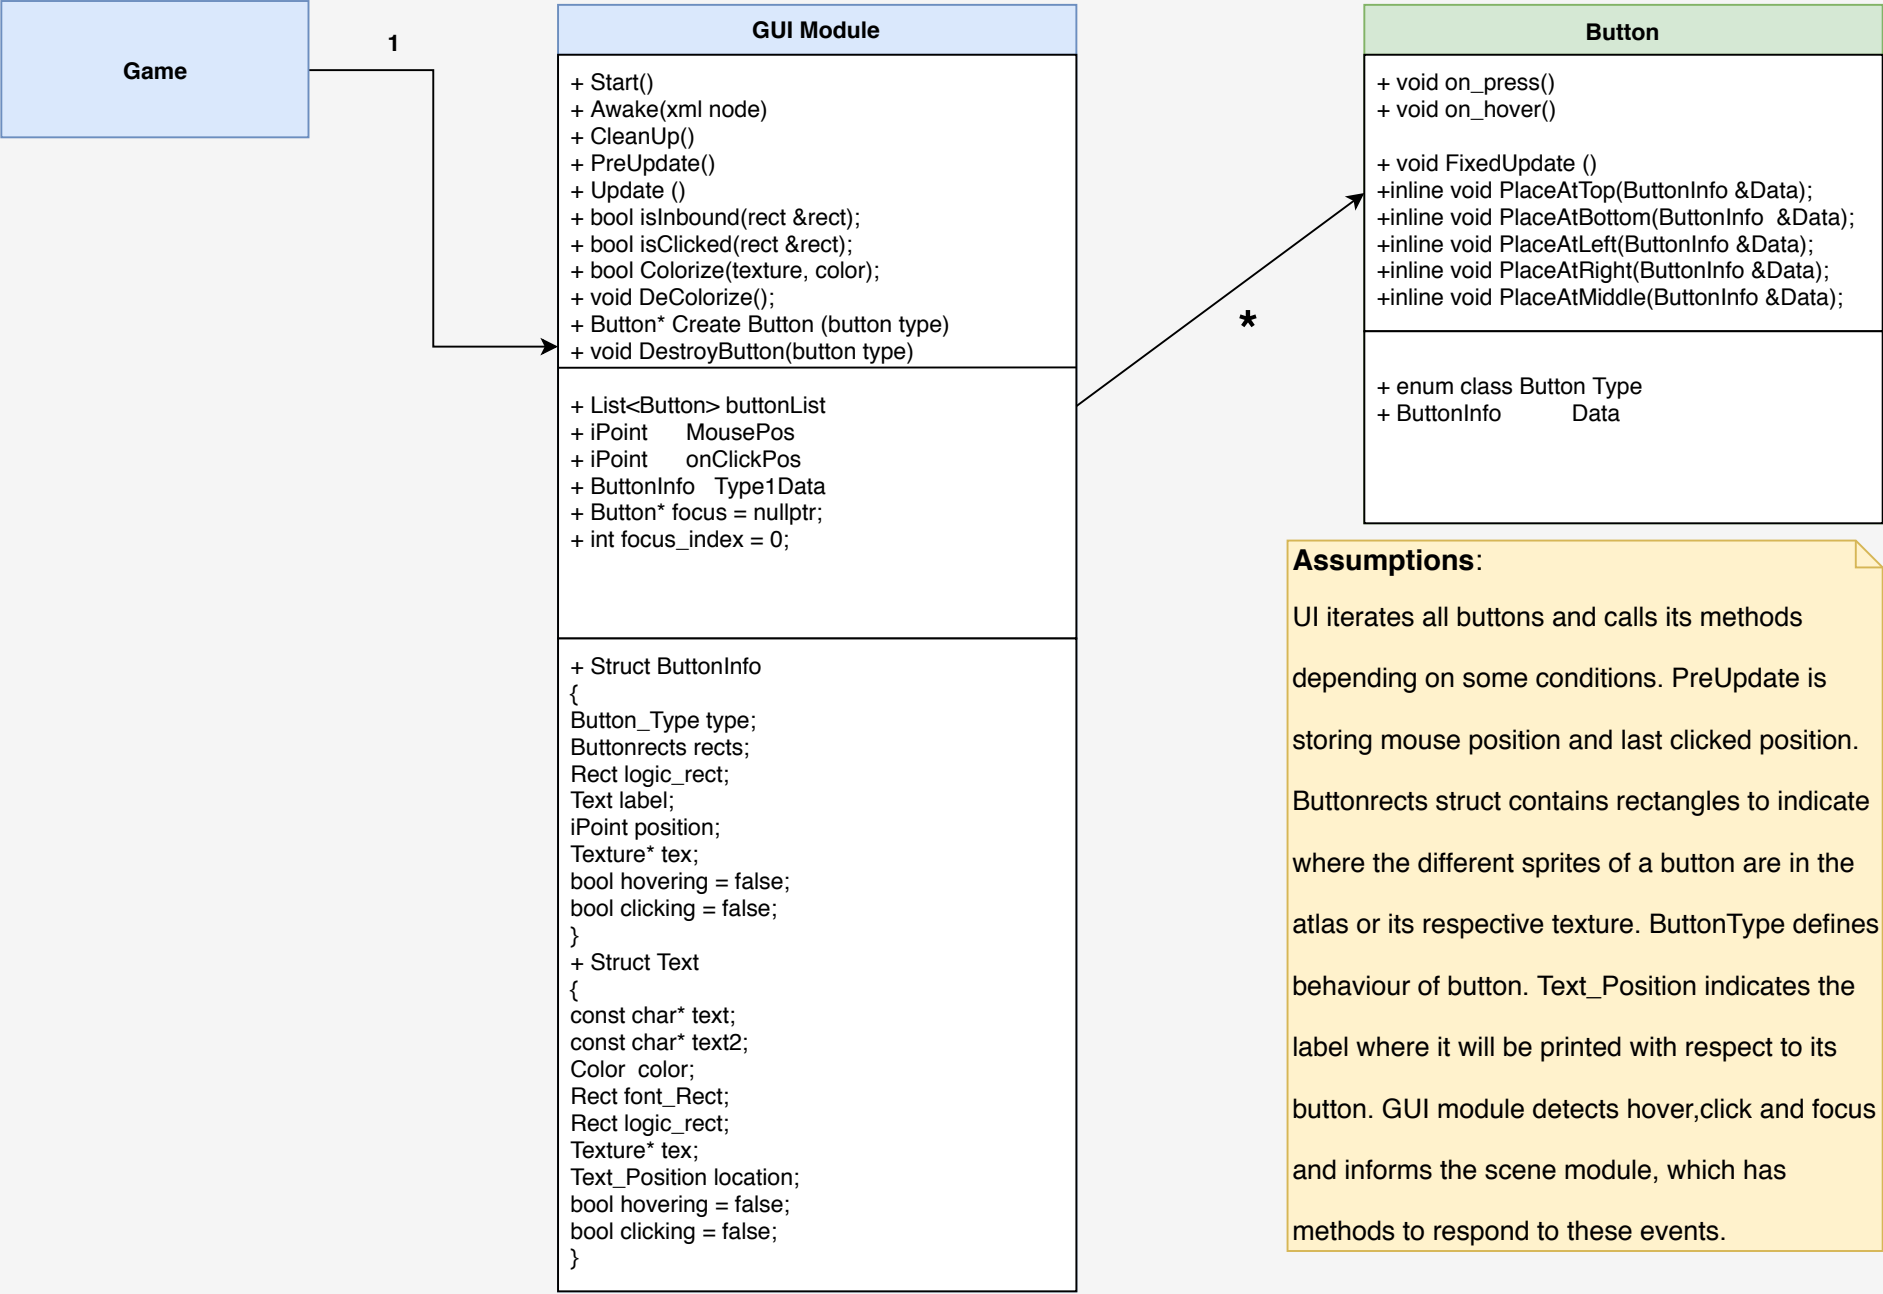 Game
1
GUI Module
+ Start()
+ Awake(xml node)
+ CleanUp()
+ PreUpdate()
+ Update ()
+ bool isInbound(rect &rect);
+ bool isClicked(rect &rect);
+ bool Colorize(texture, color);
+ void DeColorize();
+ Button* Create Button (button type)
+ void DestroyButton(button type)
+ List<Button> buttonList
+ iPoint MousePos
+ iPoint onClickPos
+ ButtonInfo Type1Data
+ Button* focus = nullptr;
+ int focus_index = 0;
+ Struct ButtonInfo
{
Button_Type type;
Buttonrects rects;
Rect logic_rect;
Text label;
iPoint position;
Texture* tex;
bool hovering = false;
bool clicking = false;
}
+ Struct Text
{
const char* text;
const char* text2;
Color color;
Rect font_Rect;
Rect logic_rect;
Texture* tex;
Text_Position location;
bool hovering = false;
bool clicking = false;
}
*
Button
+ void on_press()
+ void on_hover()
+ void FixedUpdate ()
+inline void PlaceAtTop(ButtonInfo &Data);
+inline void PlaceAtBottom(ButtonInfo &Data);
+inline void PlaceAtLeft(ButtonInfo &Data);
+inline void PlaceAtRight(ButtonInfo &Data);
+inline void PlaceAtMiddle(ButtonInfo &Data);
+ enum class Button Type
+ ButtonInfo Data
Assumptions:
UI iterates all buttons and calls its methods
depending on some conditions. PreUpdate is
storing mouse position and last clicked position.
Buttonrects struct contains rectangles to indicate
where the different sprites of a button are in the
atlas or its respective texture. ButtonType defines
behaviour of button. Text_Position indicates the
label where it will be printed with respect to its
button. GUI module detects hover,click and focus
and informs the scene module, which has
methods to respond to these events.